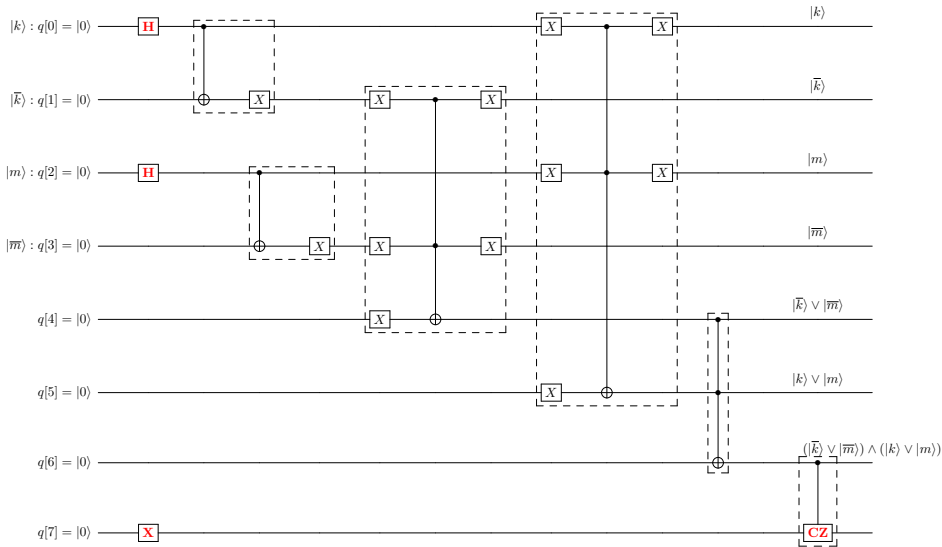 |k⟩ : q[0] = |0⟩ H X X |k⟩
|k̅⟩ : q[1] = |0⟩ X X X |k̅⟩
|m⟩ : q[2] = |0⟩ H X X |m⟩
|m̅⟩ : q[3] = |0⟩ X X X |m̅⟩
q[4] = |0⟩ X |k̅⟩ ∨ |m̅⟩
q[5] = |0⟩ X |k⟩ ∨ |m⟩
q[6] = |0⟩ (|k̅⟩ ∨ |m̅⟩) ∧ (|k⟩ ∨ |m⟩)
q[7] = |0⟩ X CZ